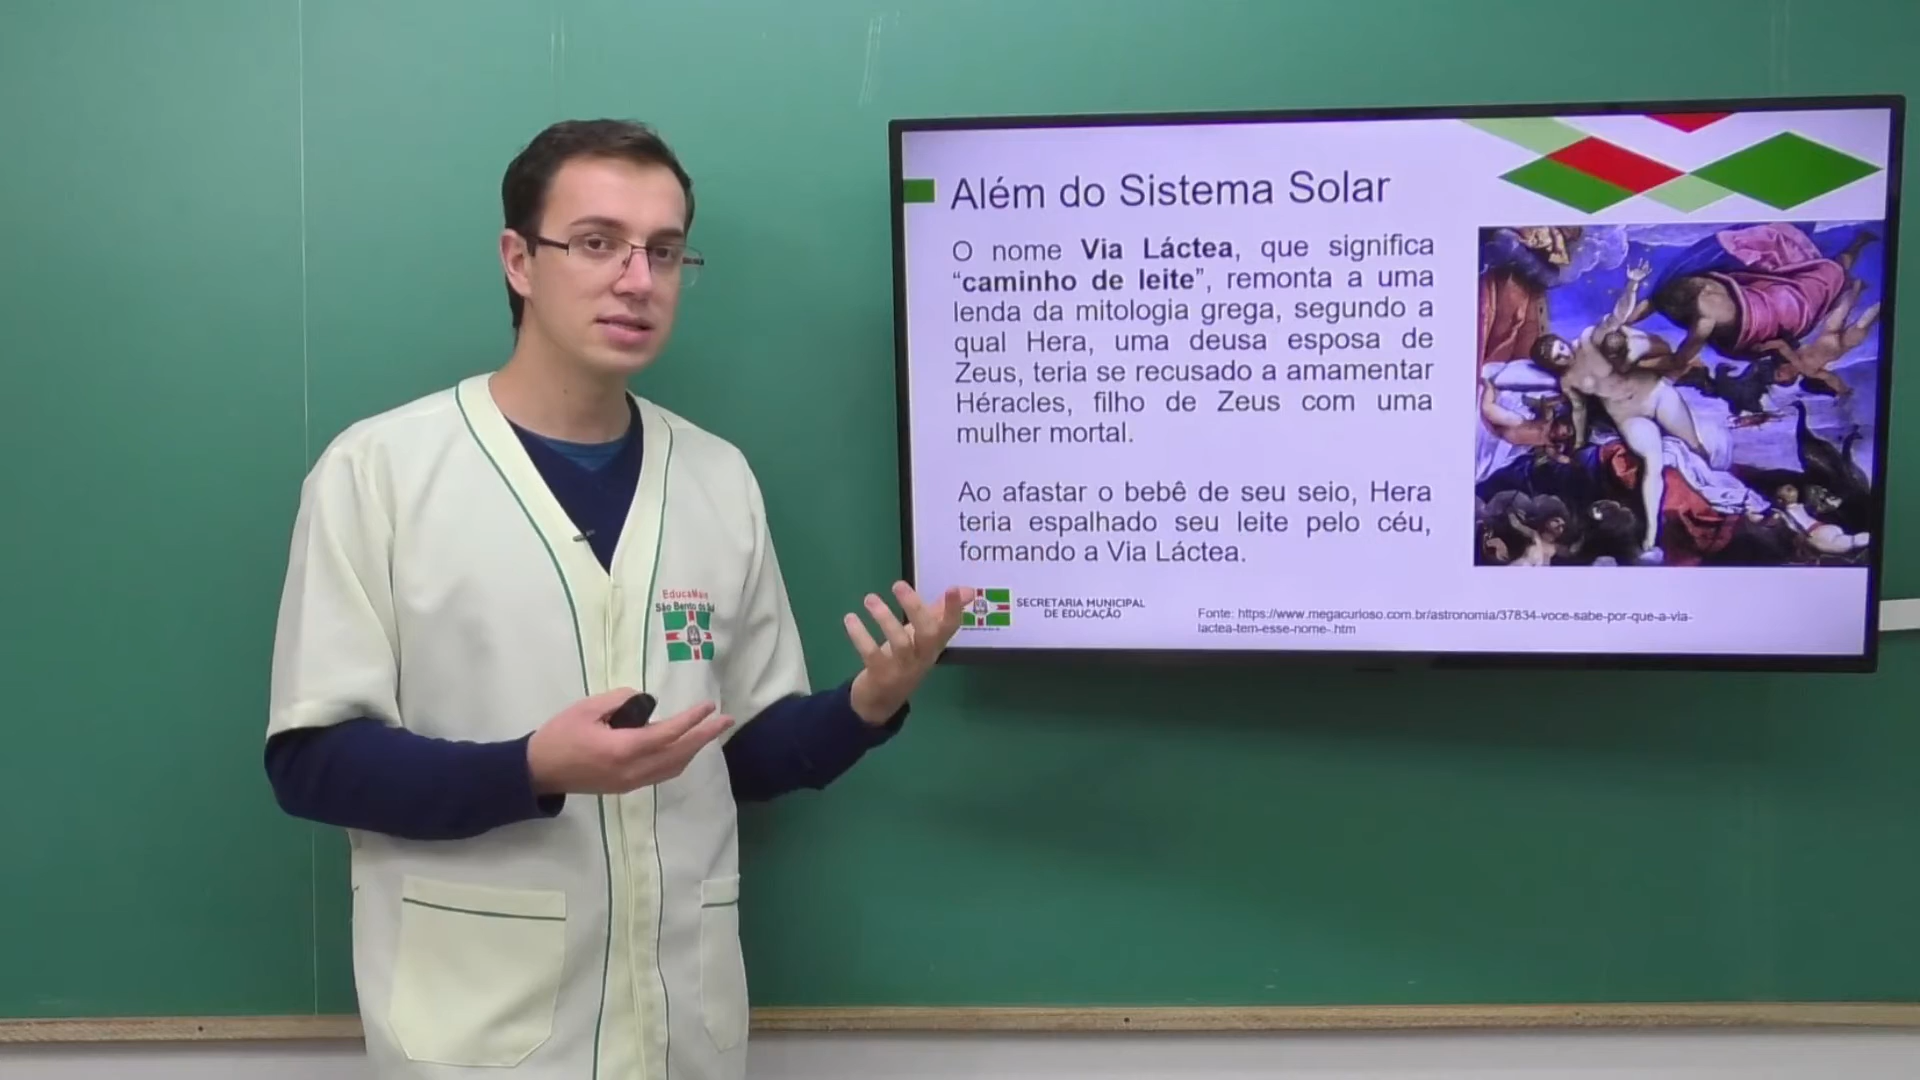 Além do Sistema Solar
O nome Via Láctea, que significa
“caminho de leite”, remonta a uma
lenda da mitologia grega, segundo a
qual Hera, uma deusa esposa de
Zeus, teria se recusado a amamentar
Héracles, filho de Zeus com uma
mulher mortal.
Ao afastar o bebê de seu seio, Hera
teria espalhado seu leite pelo céu,
formando a Via Láctea.
SECRETARIA MUNICIPAL
DE EDUCAÇÃO
Fonte: https://www.megacurioso.com.br/astronomia/37834-voce-sabe-por-que-a-via-
lactea-tem-esse-nome-.htm
EducaMais
São Bento do Sul